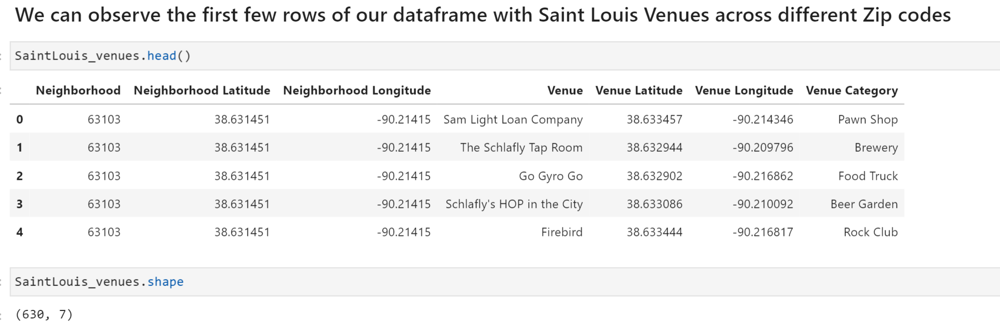 We can observe the first few rows of our dataframe with Saint Louis Venues across different Zip codes
SaintLouis_venues.head()
Neighborhood Neighborhood Latitude Neighborhood Longitude Venue Venue Latitude Venue Longitude Venue Category
0 63103 38.631451 -90.21415 Sam Light Loan Company 38.633457 -90.214346 Pawn Shop
1 63103 38.631451 -90.21415 The Schlafly Tap Room 38.632944 -90.209796 Brewery
2 63103 38.631451 -90.21415 Go Gyro Go 38.632902 -90.216862 Food Truck
3 63103 38.631451 -90.21415 Schlafly's HOP in the City 38.633086 -90.210092 Beer Garden
4 63103 38.631451 -90.21415 Firebird 38.633444 -90.216817 Rock Club
SaintLouis_venues.shape
(630, 7)